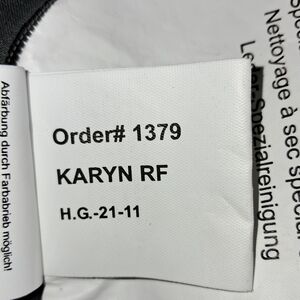 Order# 1379
KARYN RF
H.G.-21-11
Abfärbung durch Farbabrieb möglich!
Nettoyage à sec spécial
Spezialreinigung